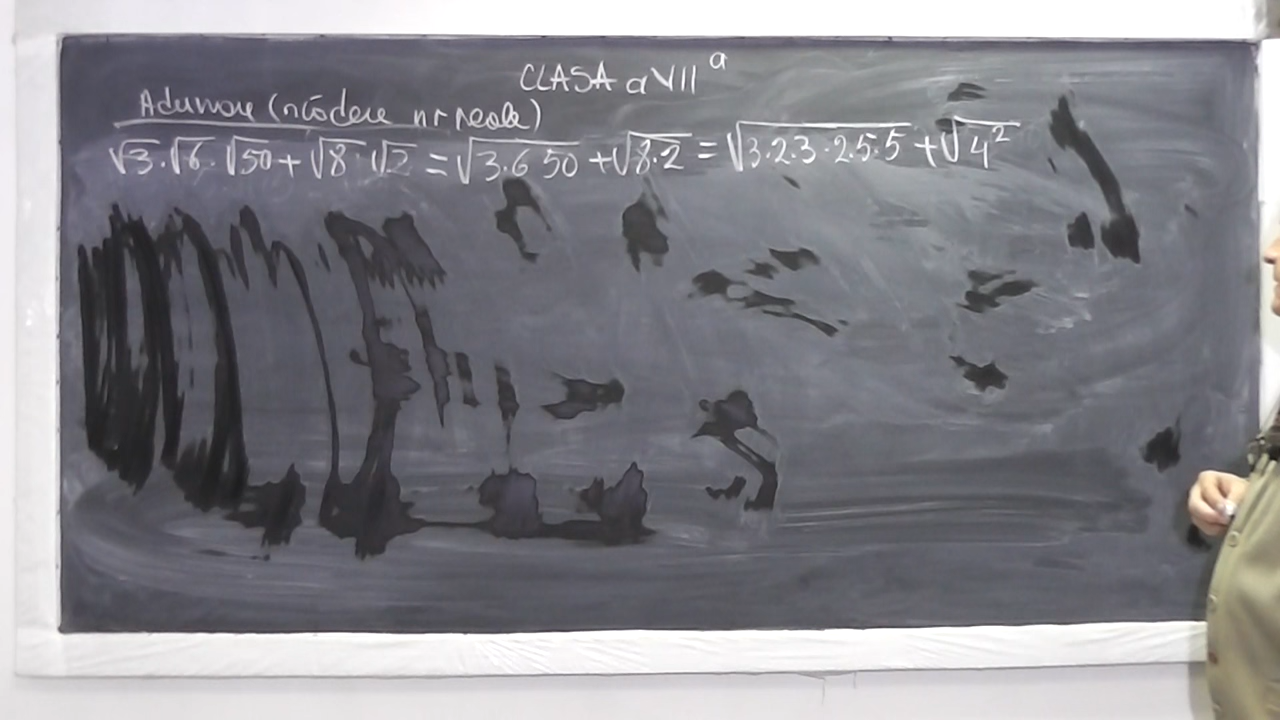 CLASA a VII a
Adunare (scădere nr reale)
√3·√6·√50+√8·√2=√3·6 50+√8·2=√3·2·3·2·5·5+√4²